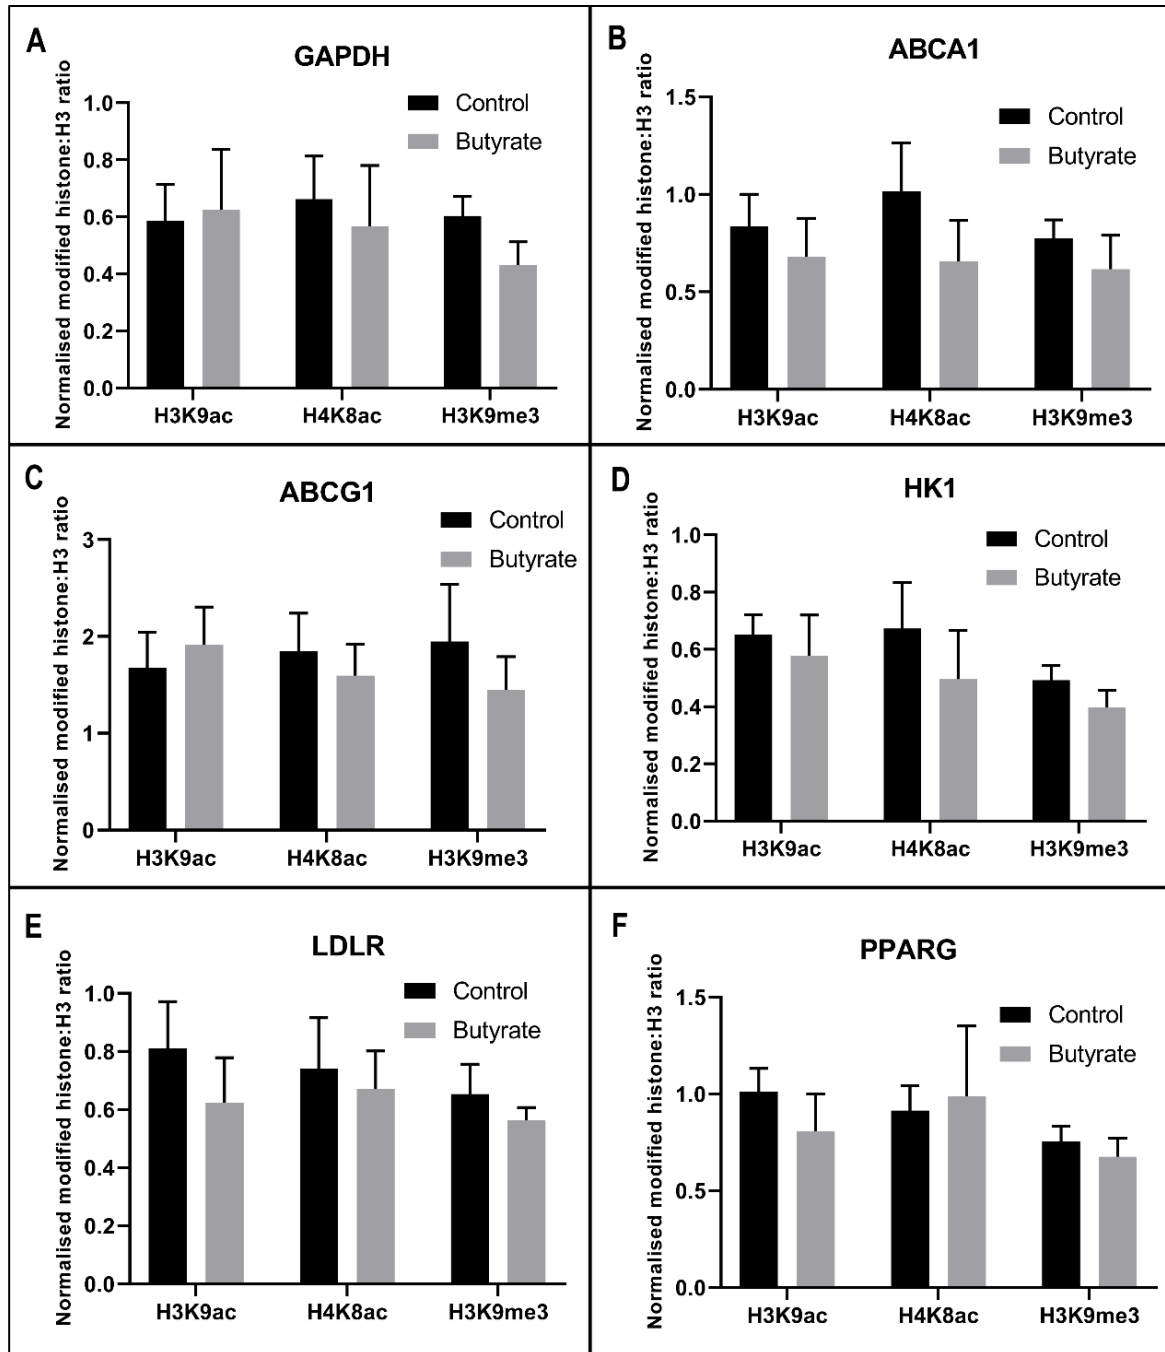 A
GAPDH
Normalised modified histone:H3 ratio
1.0
0.8
0.6
0.4
0.2
0.0
Control
Butyrate
H3K9ac H4K8ac H3K9me3
B
ABCA1
Normalised modified histone:H3 ratio
1.5
1.0
0.5
0.0
Control
Butyrate
H3K9ac H4K8ac H3K9me3
C
ABCG1
Normalised modified histone:H3 ratio
3
2
1
0
Control
Butyrate
H3K9ac H4K8ac H3K9me3
D
HK1
Normalised modified histone:H3 ratio
1.0
0.8
0.6
0.4
0.2
0.0
Control
Butyrate
H3K9ac H4K8ac H3K9me3
E
LDLR
Normalised modified histone:H3 ratio
1.0
0.8
0.6
0.4
0.2
0.0
Control
Butyrate
H3K9ac H4K8ac H3K9me3
F
PPARG
Normalised modified histone:H3 ratio
1.5
1.0
0.5
0.0
Control
Butyrate
H3K9ac H4K8ac H3K9me3